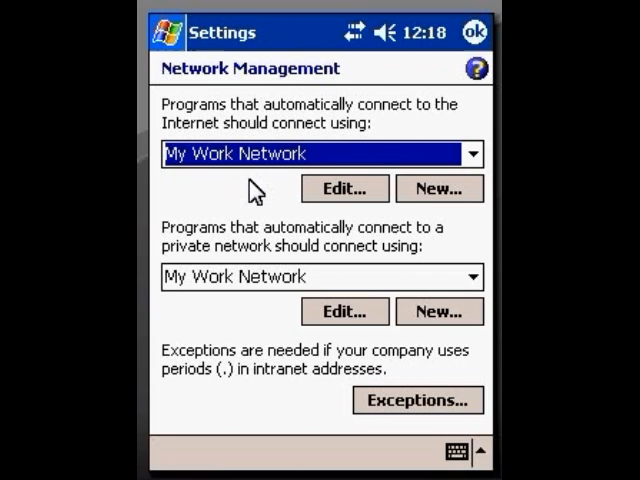 Settings 12:18 ok
Network Management ?
Programs that automatically connect to the
Internet should connect using:
My Work Network
Edit... New...
Programs that automatically connect to a
private network should connect using:
My Work Network
Edit... New...
Exceptions are needed if your company uses
periods (.) in intranet addresses.
Exceptions...